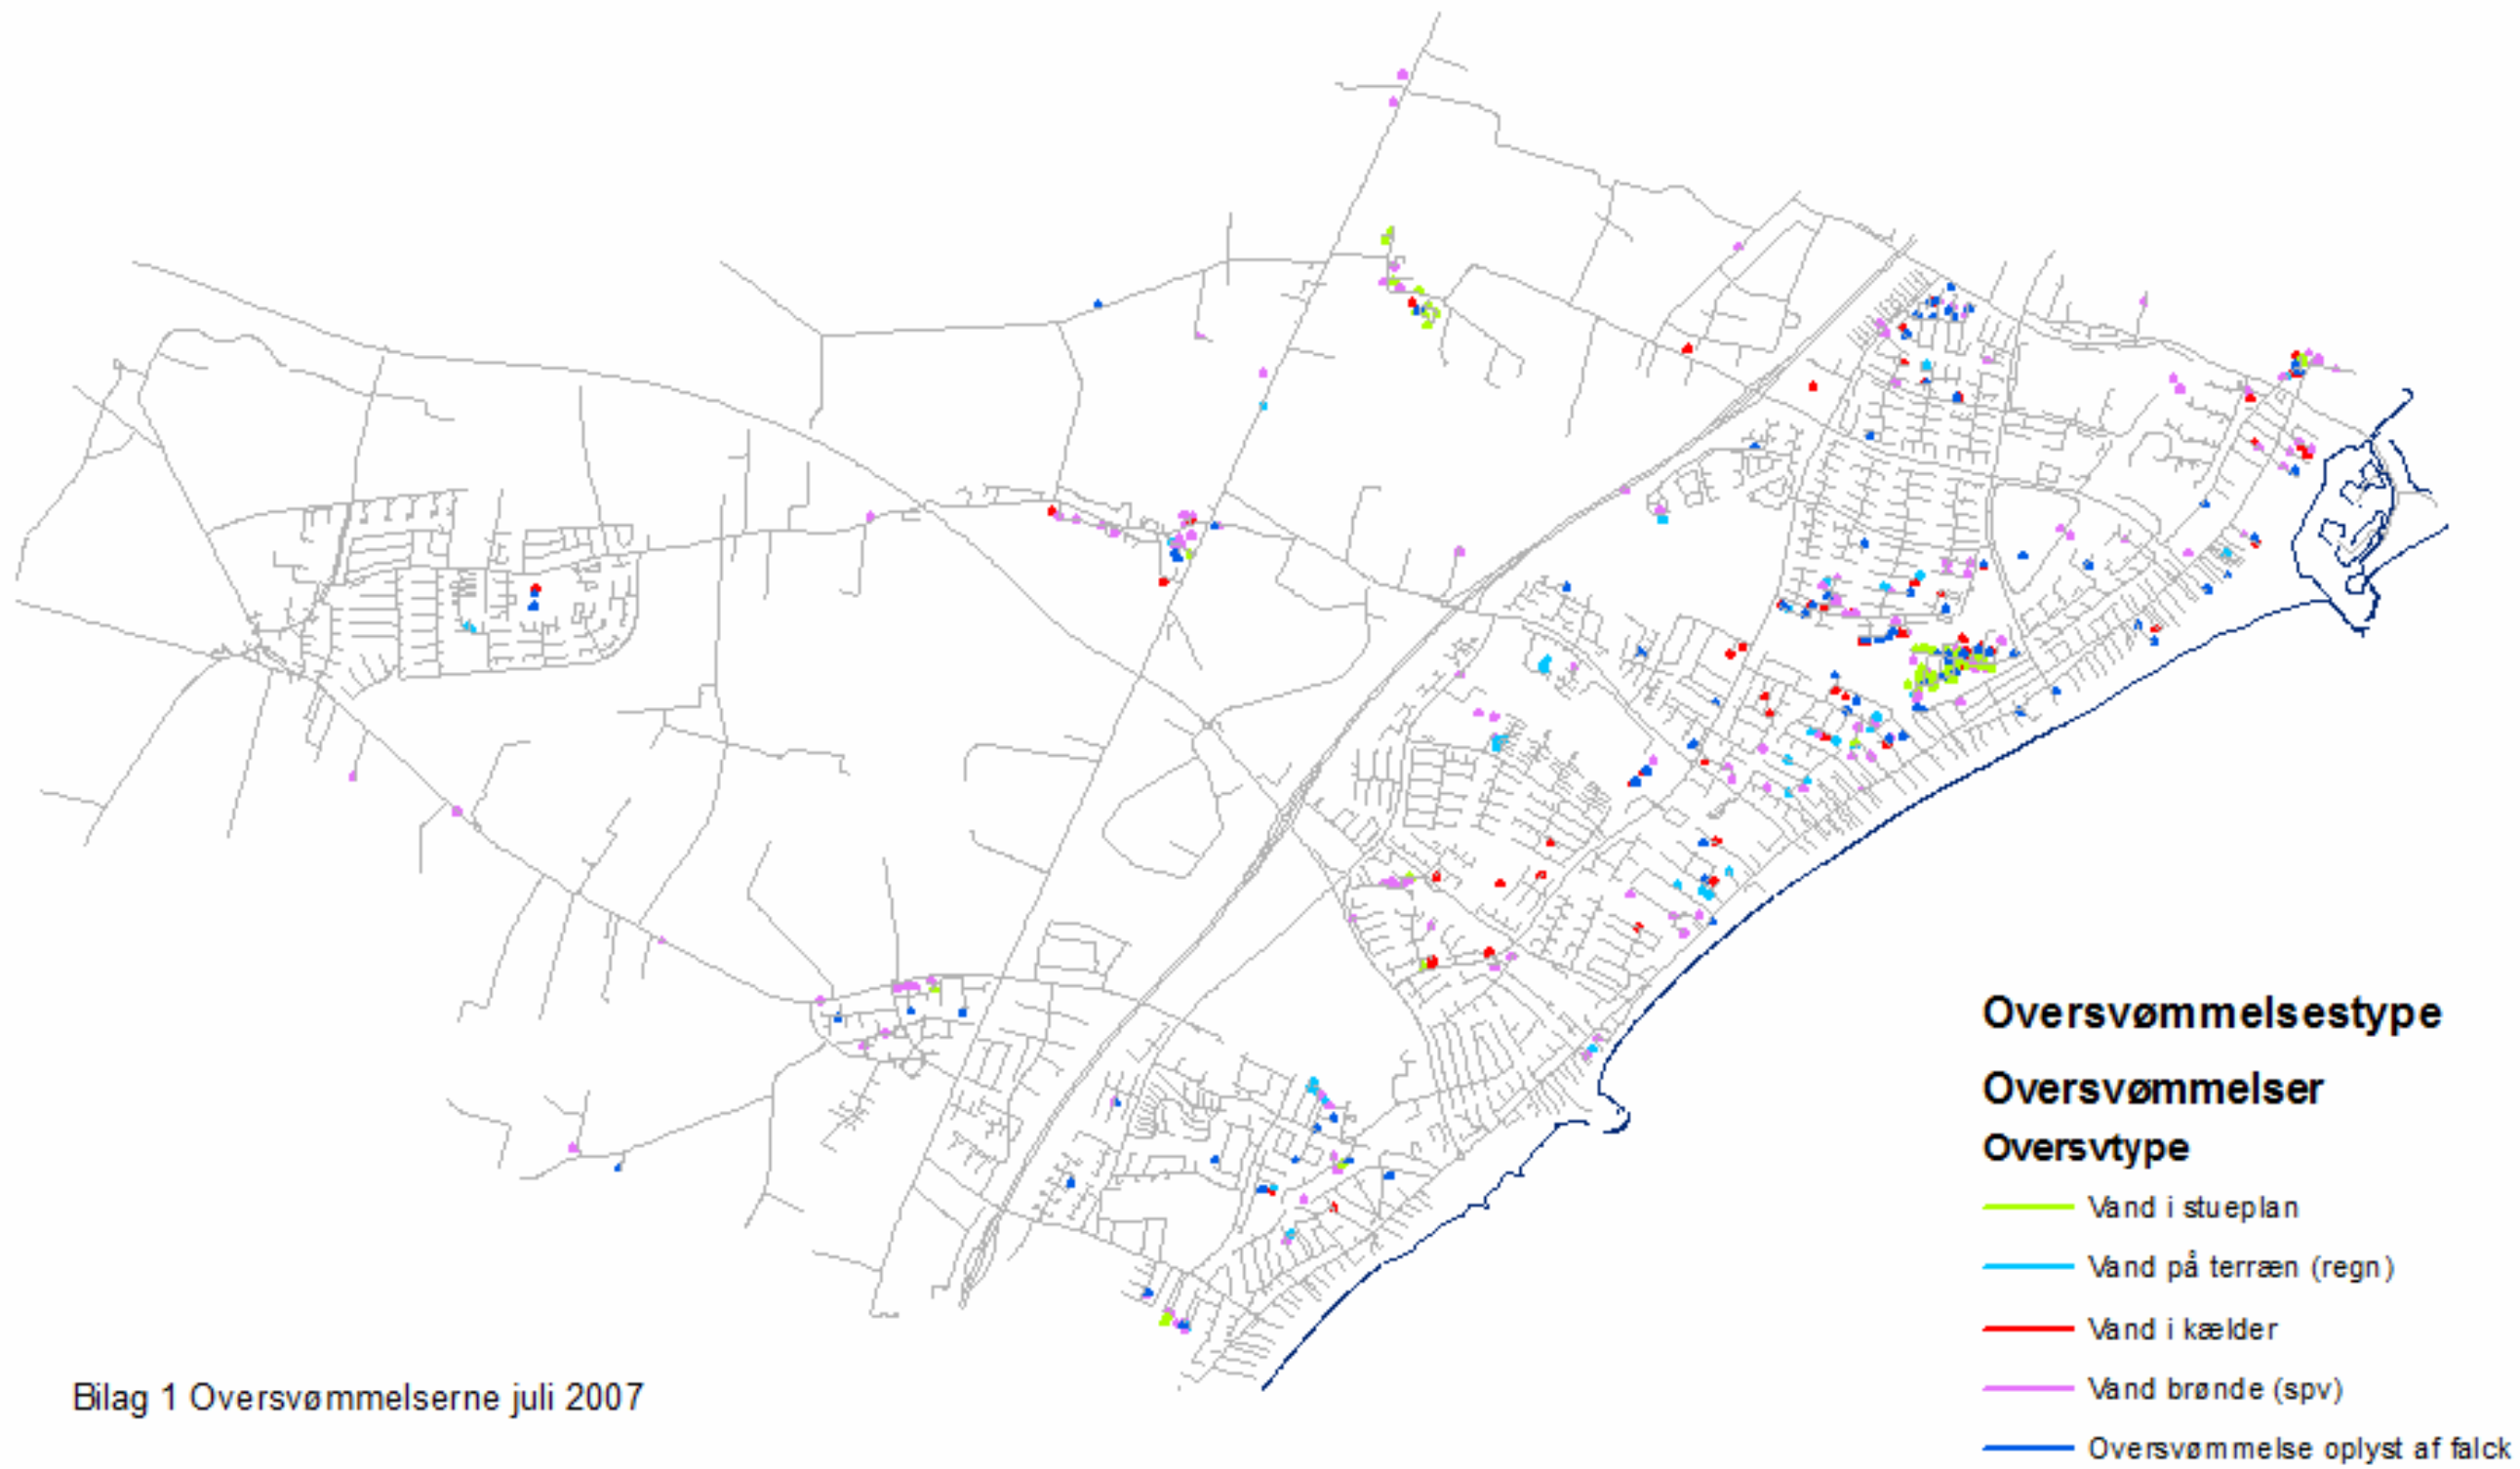 Oversvømmelsestype
Oversvømmelser
Oversvtype
Vand i stueplan
Vand på terræn (regn)
Vand i kælder
Vand brønde (spv)
Oversvømmelse oplyst af falck
Bilag 1 Oversvømmelserne juli 2007